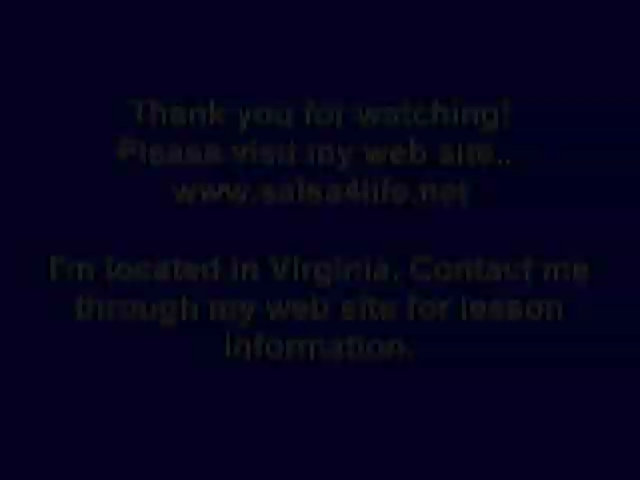 Thank you for watching!
Please visit my web site..
www.salsa4life.net
I'm located in Virginia. Contact me
through my web site for lesson
information.